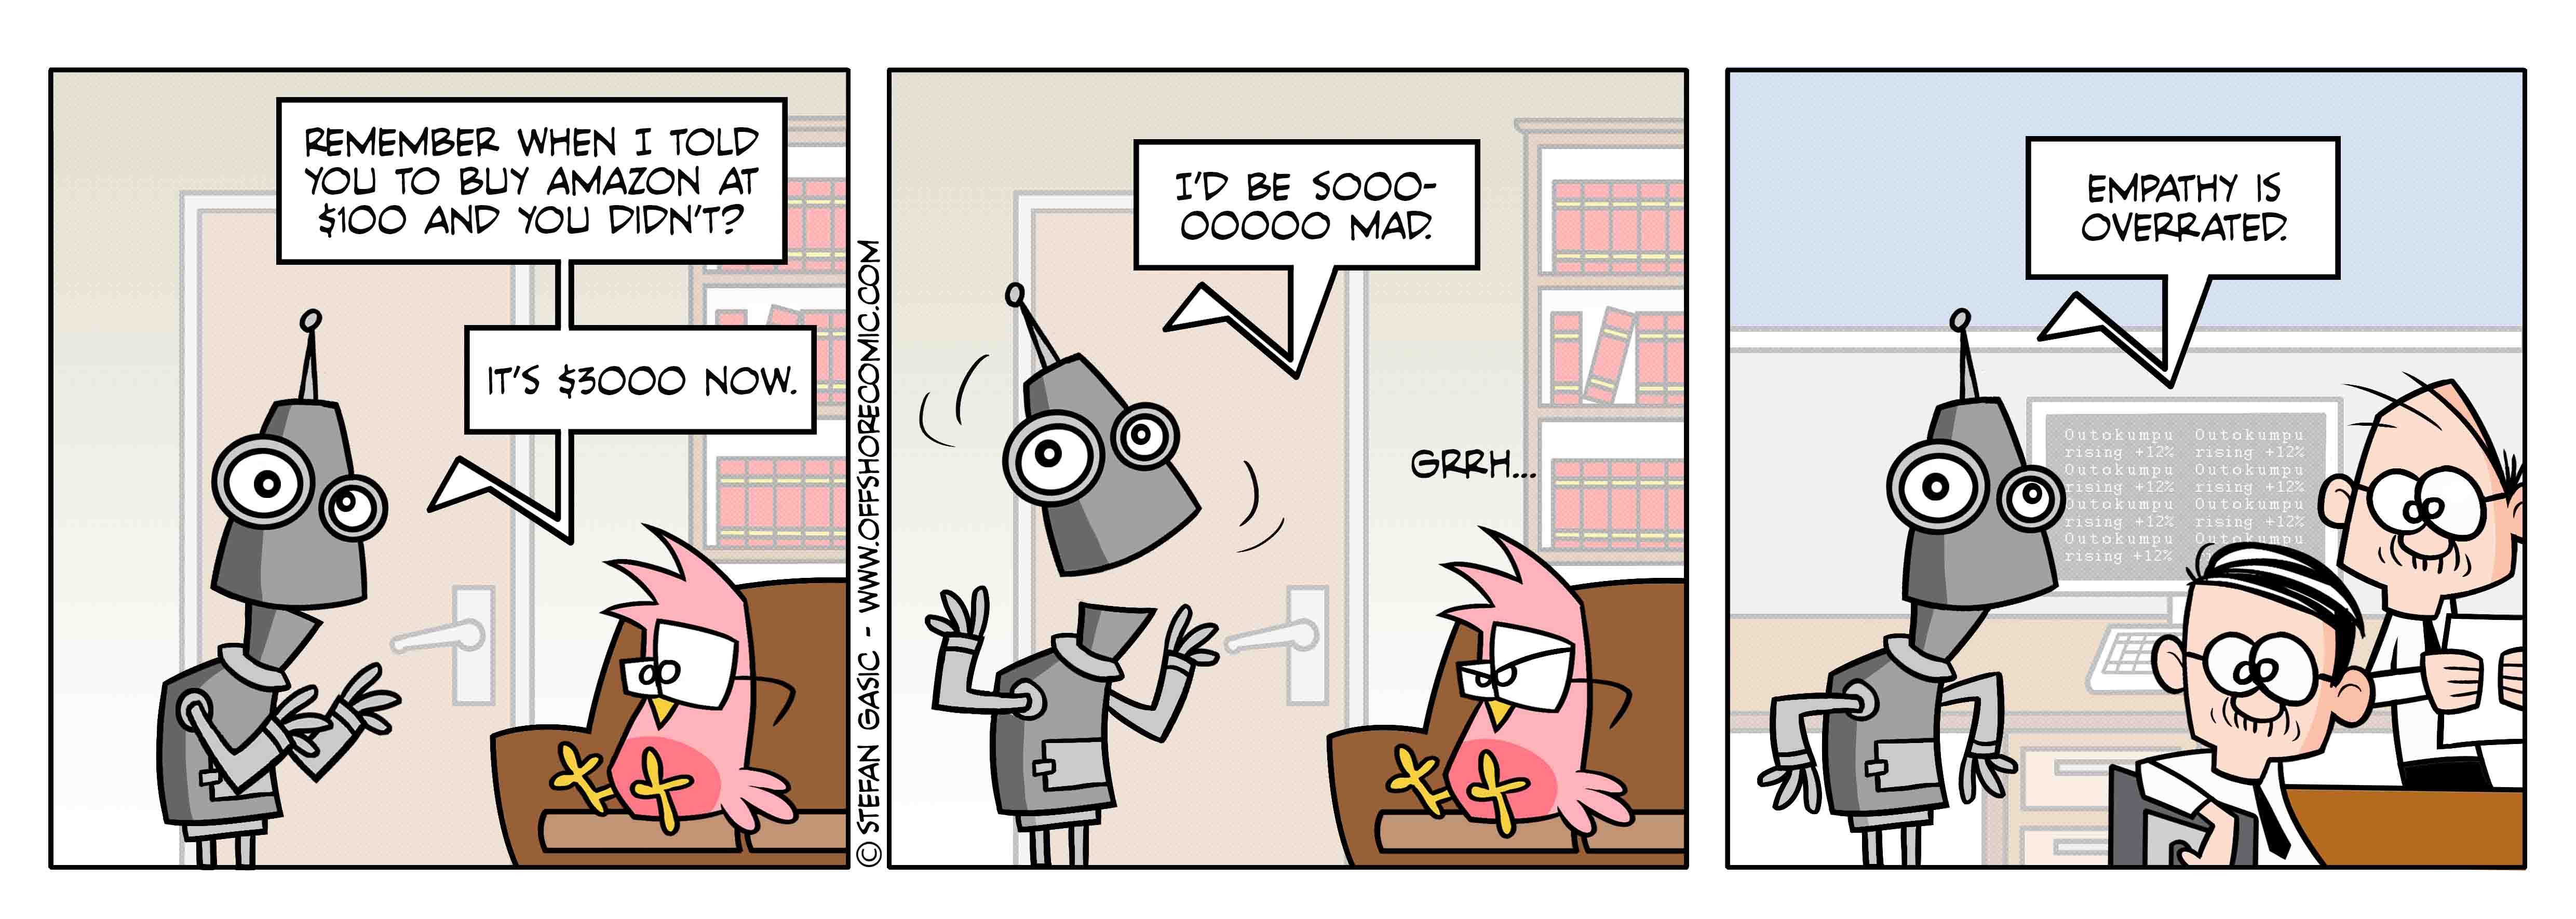 REMEMBER WHEN I TOLD
YOU TO BUY AMAZON AT
$100 AND YOU DIDN'T?
IT'S $3000 NOW.
© STEFAN GASIC - WWW.OFFSHORECOMIC.COM
I'D BE SOOO-
OOOOO MAD.
GRRH...
EMPATHY IS
OVERRATED.
Outokumpu Outokumpu
rising +12% rising +12%
Outokumpu Outokumpu
rising +12% rising +12%
Outokumpu Outokumpu
rising +12% rising +12%
Outokumpu Outokumpu
rising +12%